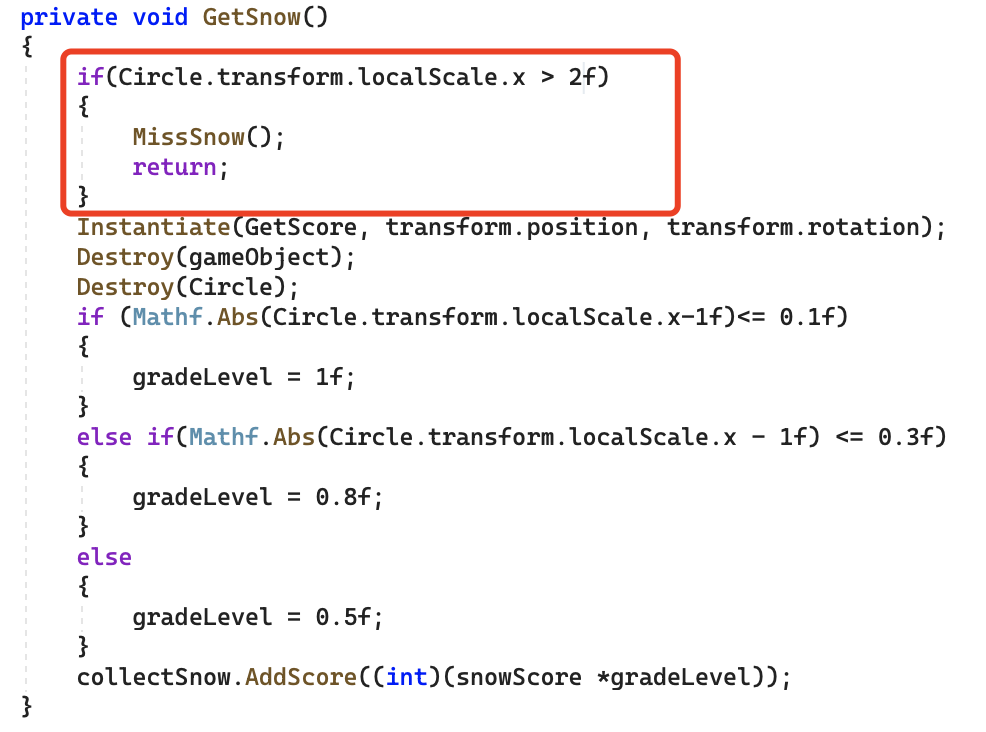 private void GetSnow()
{
if(Circle.transform.localScale.x > 2f)
{
MissSnow();
return;
}
Instantiate(GetScore, transform.position, transform.rotation);
Destroy(gameObject);
Destroy(Circle);
if (Mathf.Abs(Circle.transform.localScale.x-1f)<= 0.1f)
{
gradeLevel = 1f;
}
else if(Mathf.Abs(Circle.transform.localScale.x - 1f) <= 0.3f)
{
gradeLevel = 0.8f;
}
else
{
gradeLevel = 0.5f;
}
collectSnow.AddScore((int)(snowScore *gradeLevel));
}